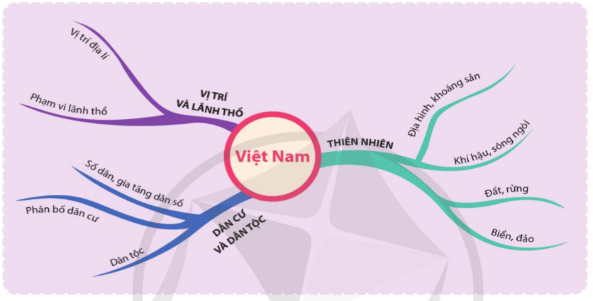 Việt Nam
VỊ TRÍ
VÀ LÃNH THỔ
Vị trí địa lí
Phạm vi lãnh thổ
THIÊN NHIÊN
Địa hình, khoáng sản
Khí hậu, sông ngòi
Đất, rừng
Biển, đảo
DÂN CƯ
VÀ DÂN TỘC
Số dân, gia tăng dân số
Phân bố dân cư
Dân tộc